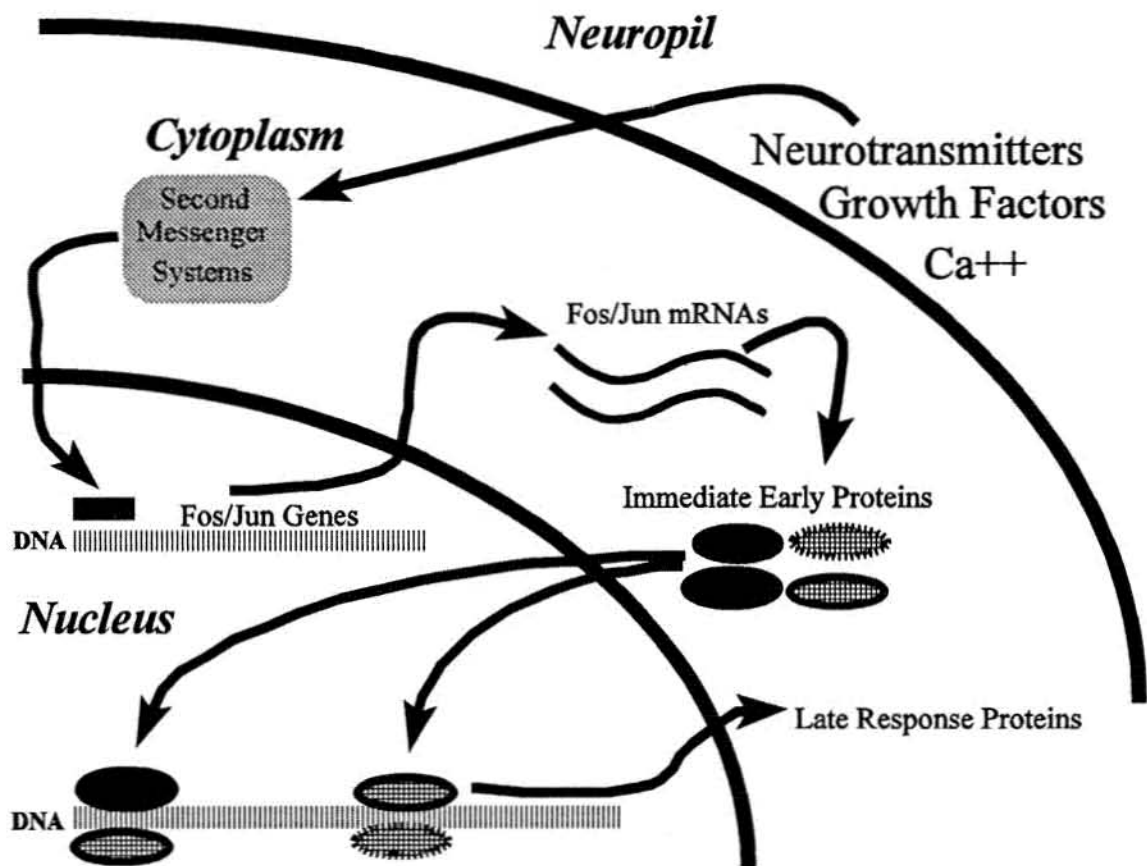 Neuropil
Cytoplasm
Neurotransmitters
Growth Factors
Ca++
Second
Messenger
Systems
Fos/Jun mRNAs
Immediate Early Proteins
Fos/Jun Genes
DNA
Nucleus
Late Response Proteins
DNA